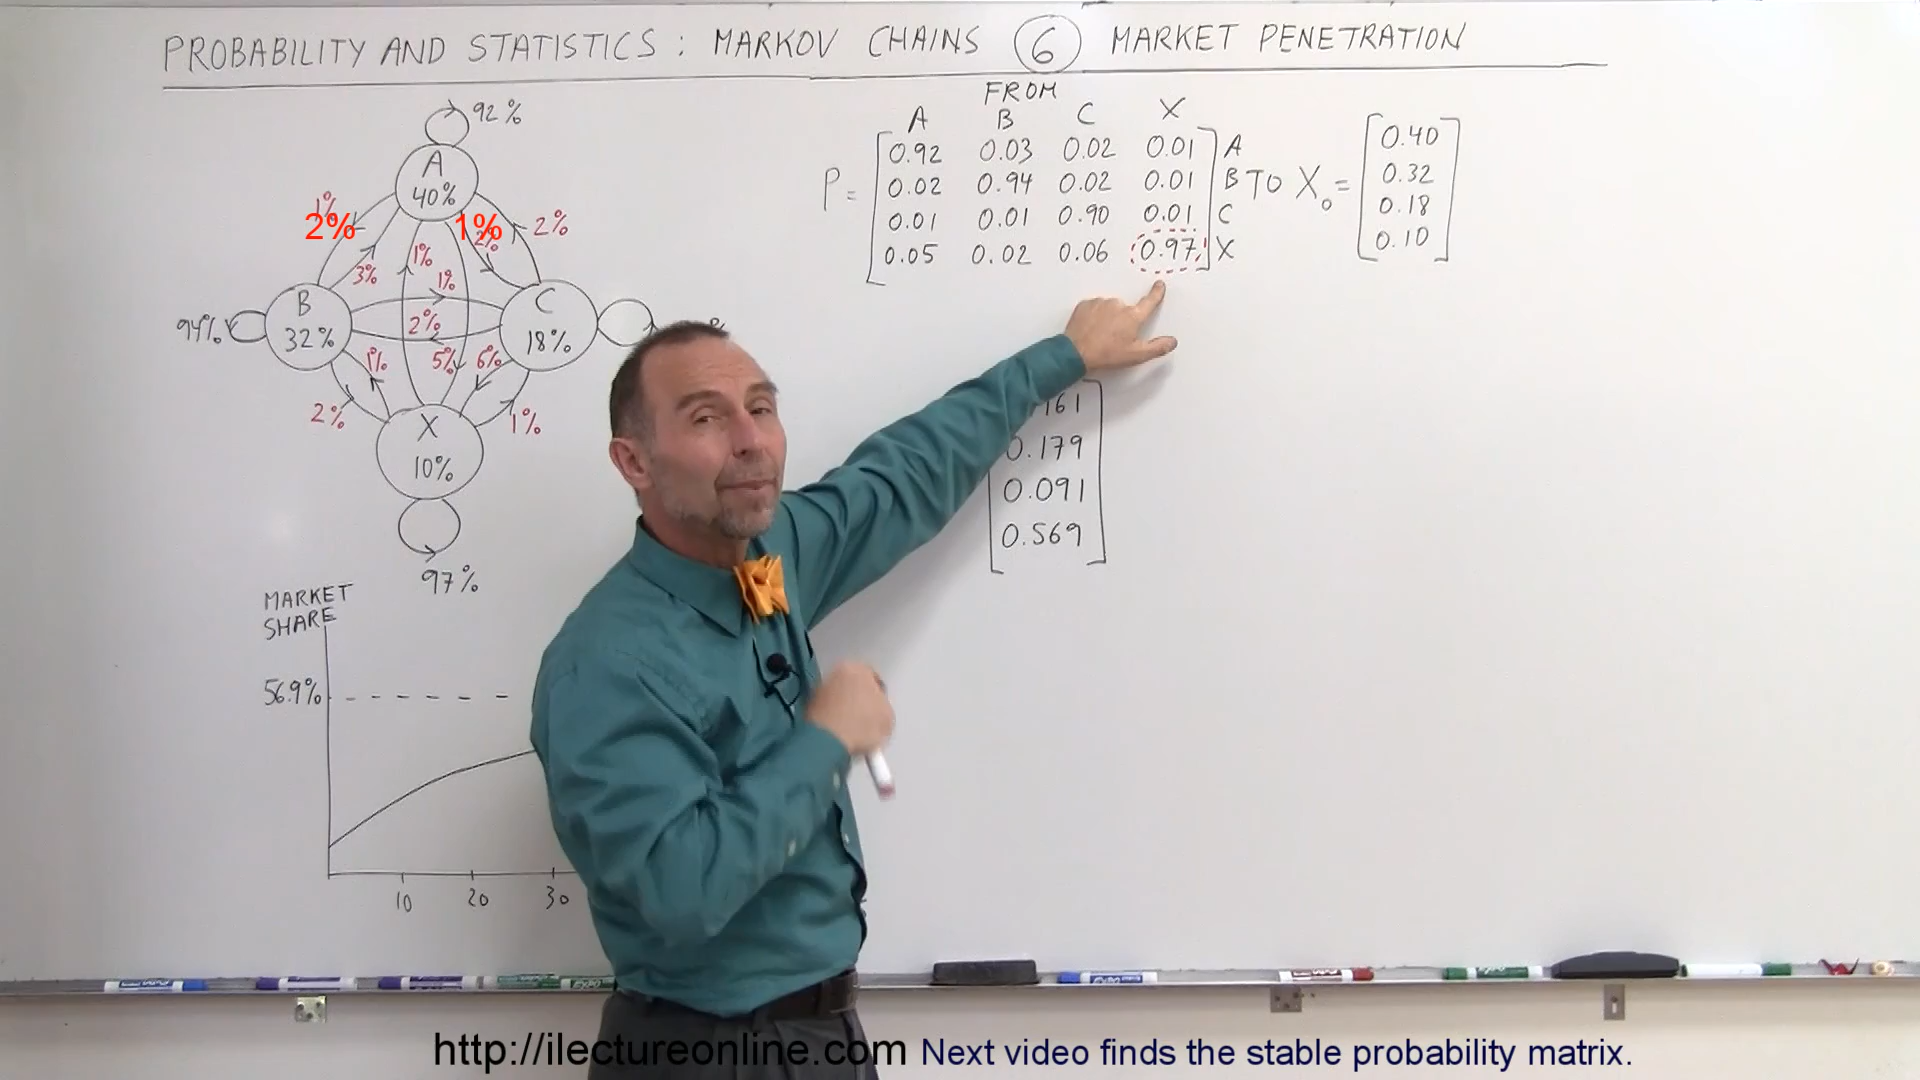 PROBABILITY AND STATISTICS : MARKOV CHAINS 6 MARKET PENETRATION
92%
A
40%
1%
2%
1%
2%
2%
3%
1%
1%
B
32%
94%
2%
C
18%
1%
5%
6%
2%
1%
X
10%
97%
FROM
A B C X
P = 0.92 0.03 0.02 0.01 A
0.02 0.94 0.02 0.01 B
0.01 0.01 0.90 0.01 C
0.05 0.02 0.06 0.97 X
TO X₀ = 0.40
0.32
0.18
0.10
161
0.179
0.091
0.569
MARKET
SHARE
56.9%
10 20 30
http://ilectureonline.com Next video finds the stable probability matrix.